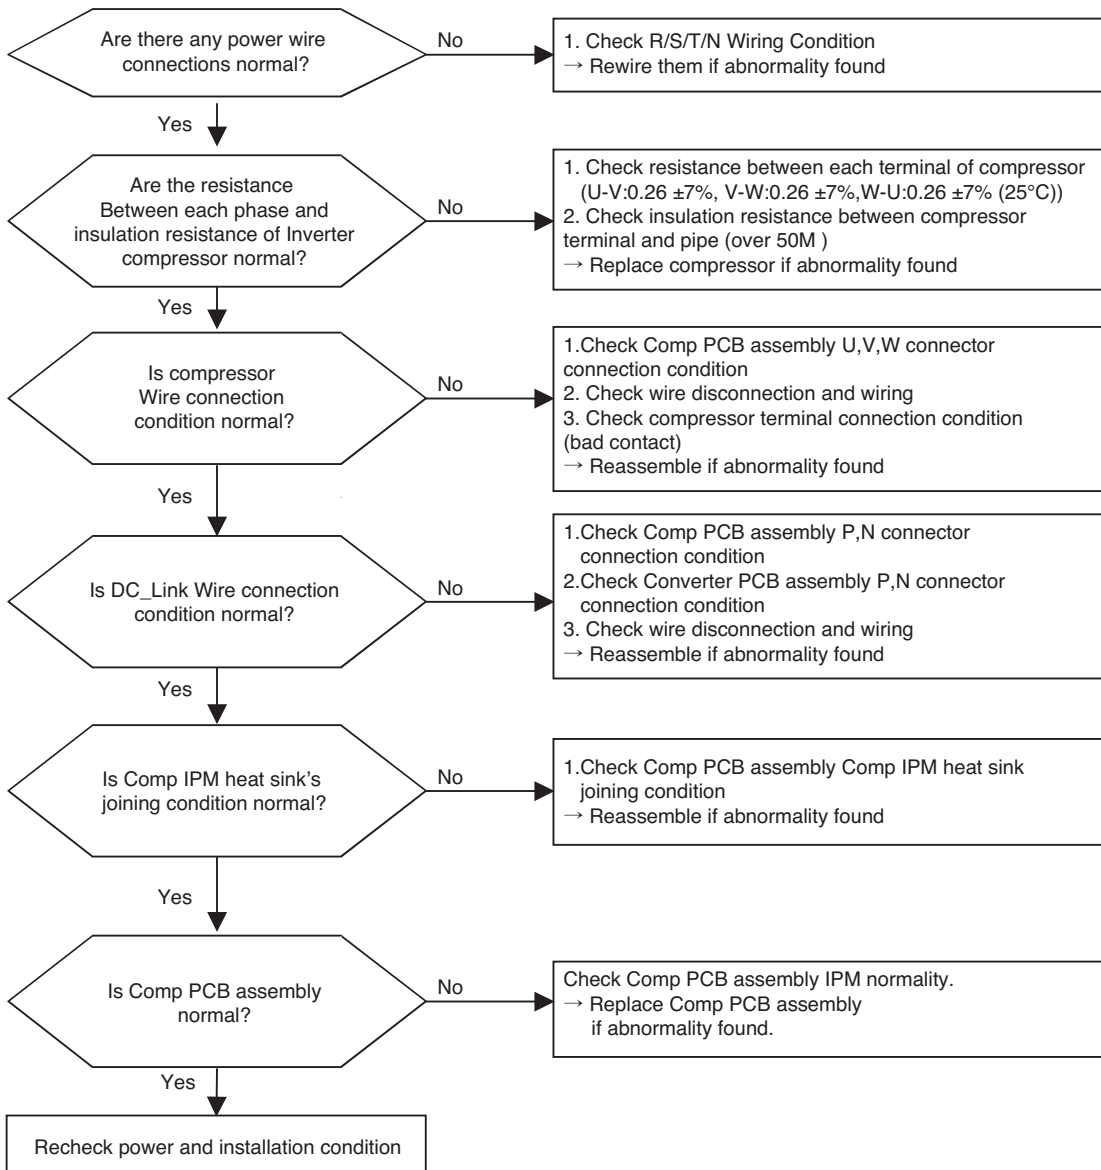 Are there any power wire
connections normal?
No
1. Check R/S/T/N Wiring Condition
→ Rewire them if abnormality found
Yes
Are the resistance
Between each phase and
insulation resistance of Inverter
compressor normal?
No
1. Check resistance between each terminal of compressor
(U-V:0.26 ±7%, V-W:0.26 ±7%,W-U:0.26 ±7% (25°C))
2. Check insulation resistance between compressor
terminal and pipe (over 50M )
→ Replace compressor if abnormality found
Yes
Is compressor
Wire connection
condition normal?
No
1.Check Comp PCB assembly U,V,W connector
connection condition
2. Check wire disconnection and wiring
3. Check compressor terminal connection condition
(bad contact)
→ Reassemble if abnormality found
Yes
Is DC_Link Wire connection
condition normal?
No
1.Check Comp PCB assembly P,N connector
connection condition
2.Check Converter PCB assembly P,N connector
connection condition
3. Check wire disconnection and wiring
→ Reassemble if abnormality found
Yes
Is Comp IPM heat sink's
joining condition normal?
No
1.Check Comp PCB assembly Comp IPM heat sink
joining condition
→ Reassemble if abnormality found
Yes
Is Comp PCB assembly
normal?
No
Check Comp PCB assembly IPM normality.
→ Replace Comp PCB assembly
if abnormality found.
Yes
Recheck power and installation condition